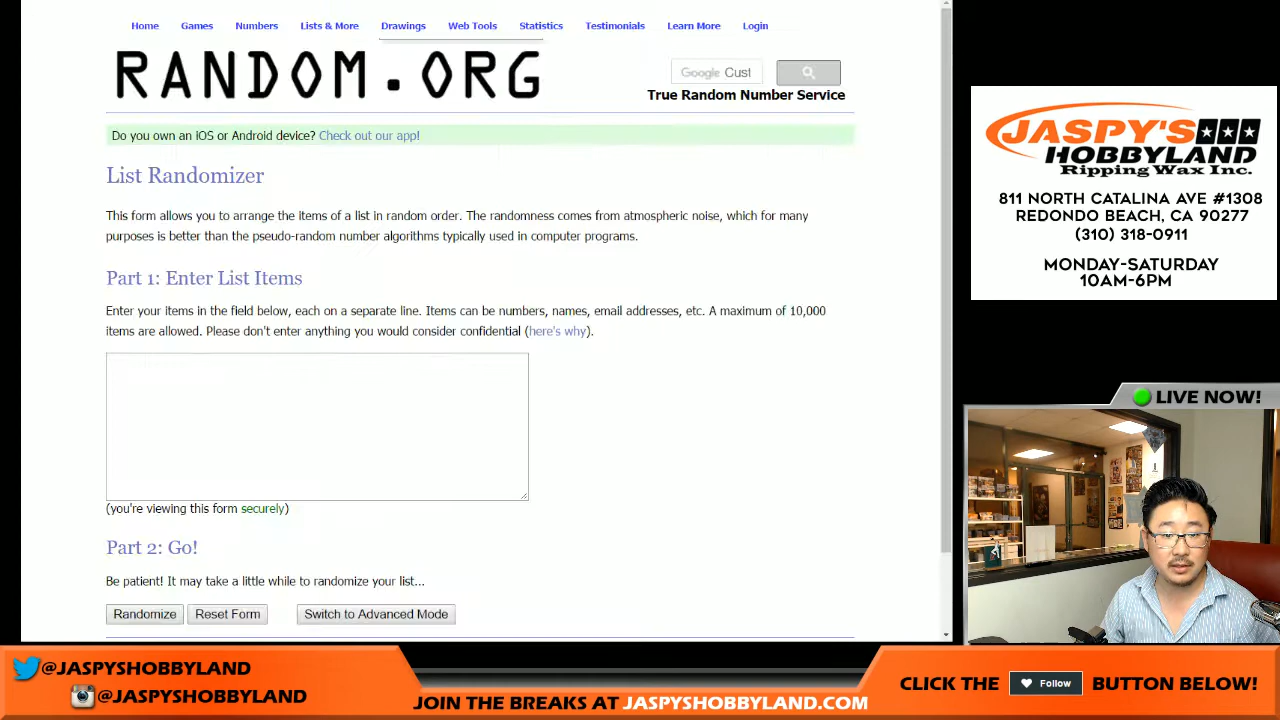 Home Games Numbers Lists & More Drawings Web Tools Statistics Testimonials Learn More Login
RANDOM.ORG
Google Cust
True Random Number Service
Do you own an iOS or Android device? Check out our app!
List Randomizer
This form allows you to arrange the items of a list in random order. The randomness comes from atmospheric noise, which for many
purposes is better than the pseudo-random number algorithms typically used in computer programs.
Part 1: Enter List Items
Enter your items in the field below, each on a separate line. Items can be numbers, names, email addresses, etc. A maximum of 10,000
items are allowed. Please don't enter anything you would consider confidential (here's why).
(you're viewing this form securely)
Part 2: Go!
Be patient! It may take a little while to randomize your list...
Randomize Reset Form Switch to Advanced Mode
JASPY'S
HOBBYLAND
Ripping Wax Inc.
811 NORTH CATALINA AVE #1308
REDONDO BEACH, CA 90277
(310) 318-0911
MONDAY-SATURDAY
10AM-6PM
LIVE NOW!
@JASPYSHOBBYLAND
@JASPYSHOBBYLAND
JOIN THE BREAKS AT JASPYSHOBBYLAND.COM
CLICK THE Follow BUTTON BELOW!